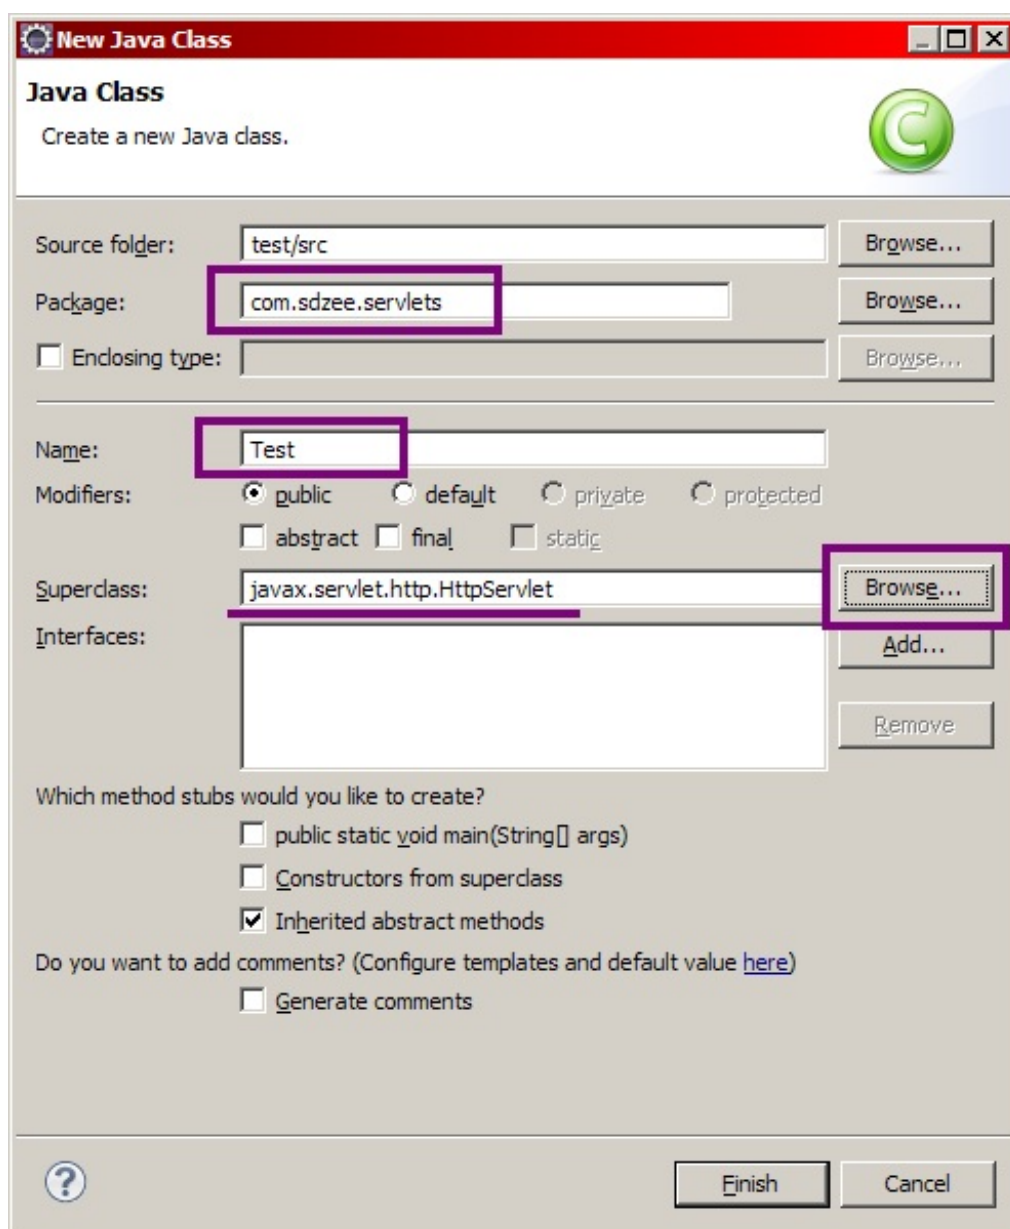 New Java Class
Java Class
Create a new Java class.
C
Source folder: test/src Browse...
Package: com.sdzee.servlets Browse...
Enclosing type: Browse...
Name: Test
Modifiers: public default private protected
abstract final static
Superclass: javax.servlet.http.HttpServlet Browse...
Interfaces: Add...
Remove
Which method stubs would you like to create?
public static void main(String[] args)
Constructors from superclass
Inherited abstract methods
Do you want to add comments? (Configure templates and default value here)
Generate comments
? Finish Cancel